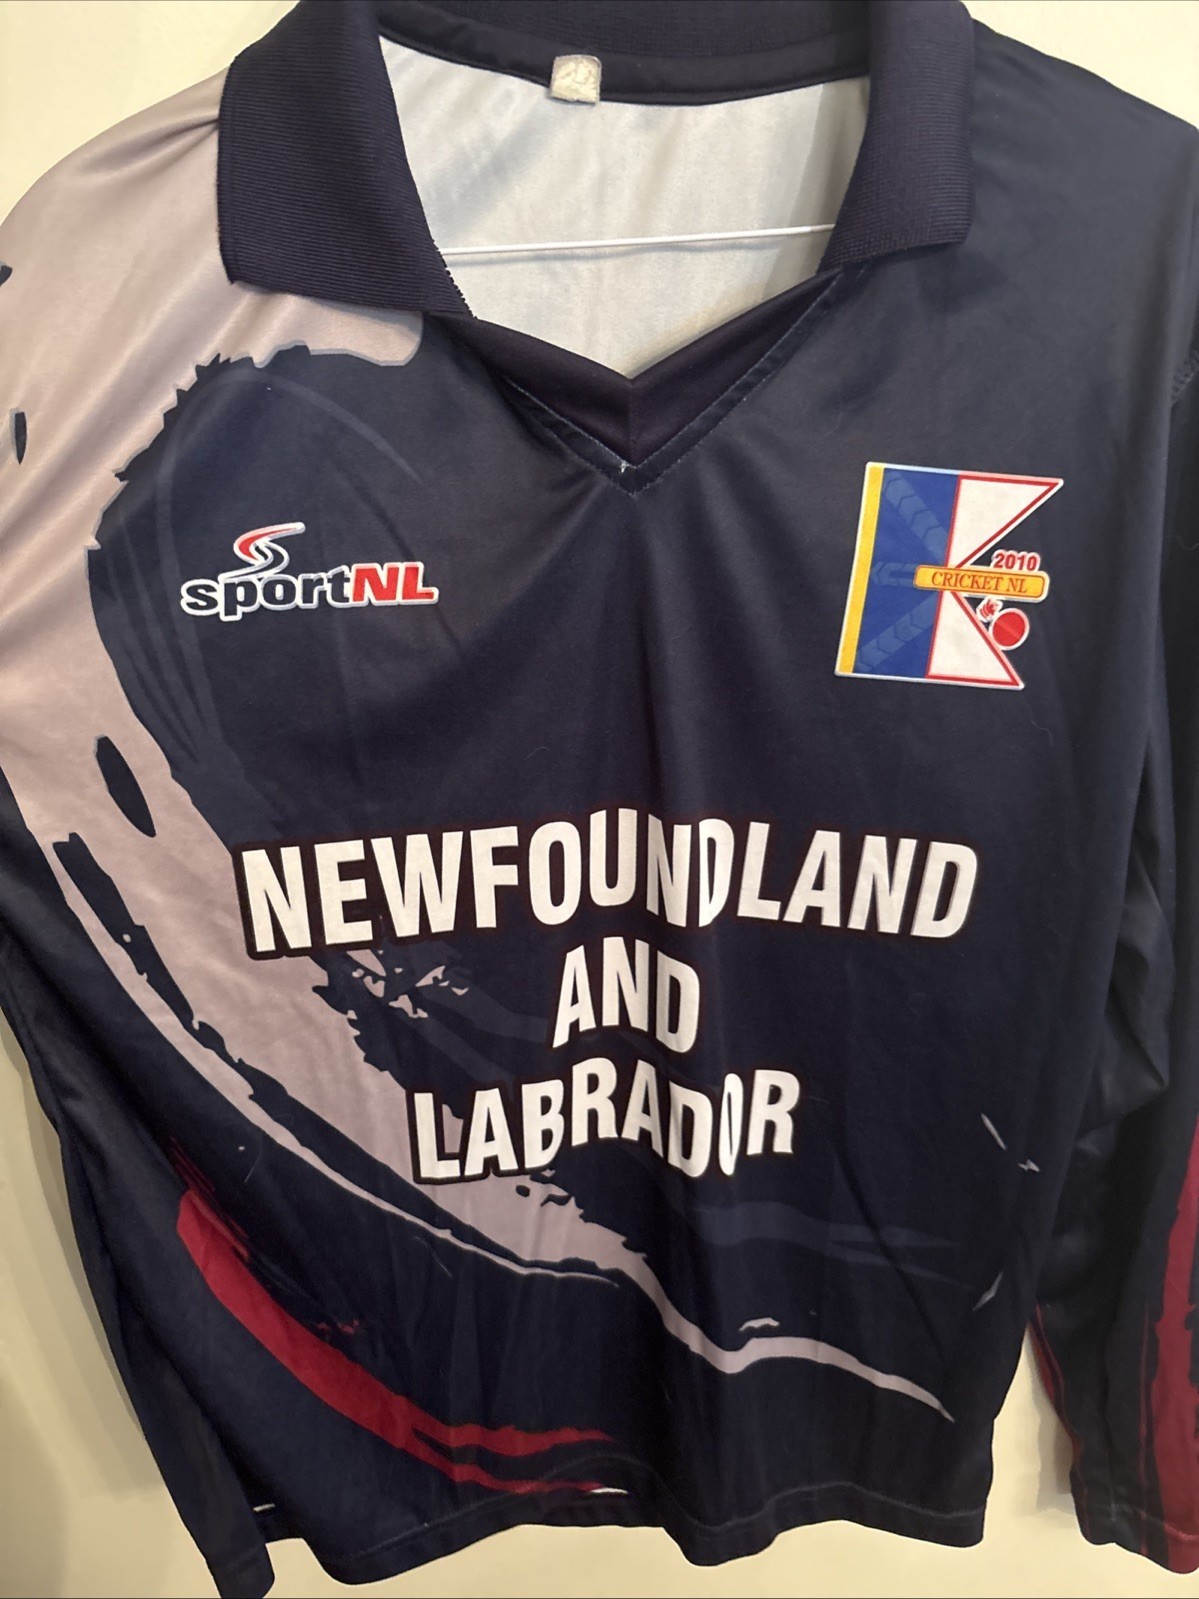 sportNL
2010
CRICKET NL
NEWFOUNDLAND
AND
LABRADOR